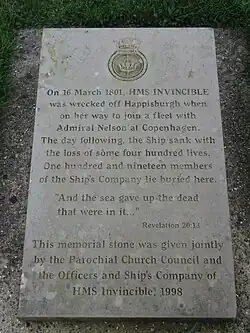 On 16 March 1801, HMS INVINCIBLE
was wrecked off Happisburgh when
on her way to join a fleet with
Admiral Nelson at Copenhagen.
The day following, the Ship sank with
the loss of some four hundred lives.
One hundred and nineteen members
of the Ship's Company lie buried here.
"And the sea gave up the dead
that were in it..."
Revelation 20:13
This memorial stone was given jointly
by the Parochial Church Council and
the Officers and Ship's Company of
HMS Invincible, 1998